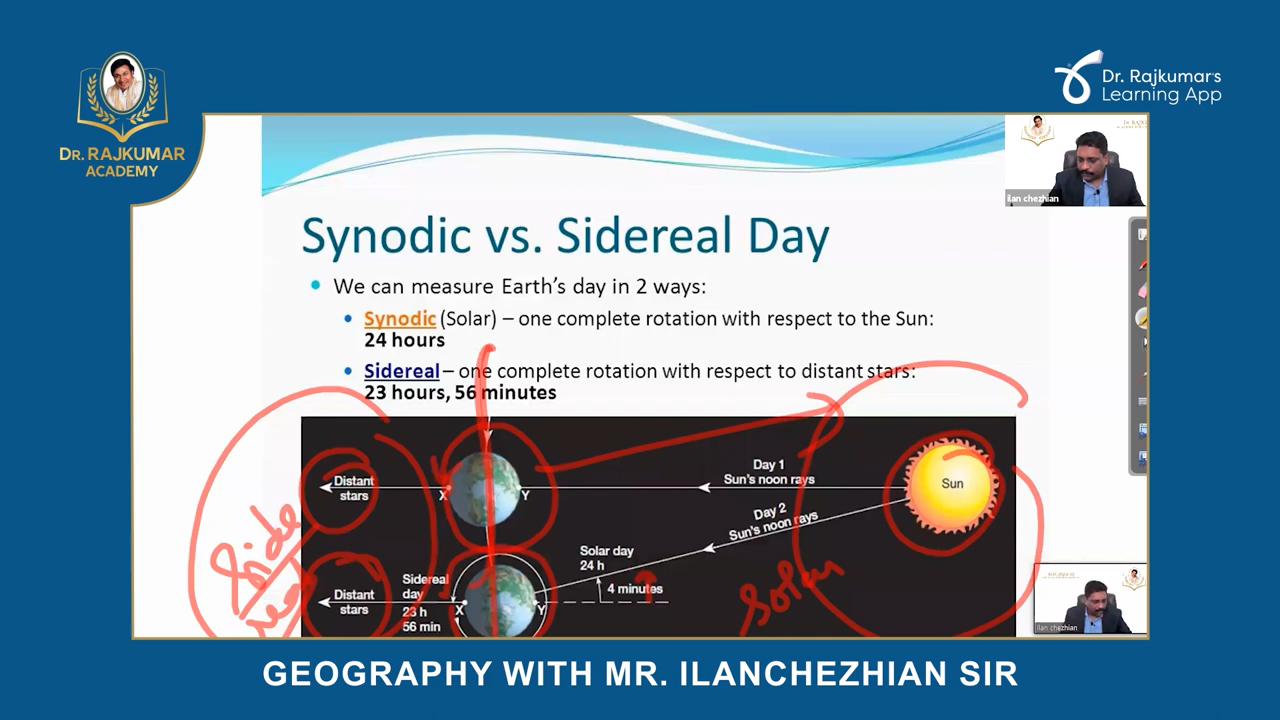 Dr. RAJKUMAR
ACADEMY
Dr. Rajkumar's
Learning App
ilan chezhian
Synodic vs. Sidereal Day
We can measure Earth's day in 2 ways:
Synodic (Solar) – one complete rotation with respect to the Sun:
24 hours
Sidereal – one complete rotation with respect to distant stars:
23 hours, 56 minutes
Distant
stars
X
Y
Day 1
Sun's noon rays
Sun
Day 2
Sun's noon rays
Solar day
24 h
4 minutes
Distant
stars
Sidereal
day
23 h
56 min
X
Y
Side
real
Solar
ilan chezhian
GEOGRAPHY WITH MR. ILANCHEZHIAN SIR